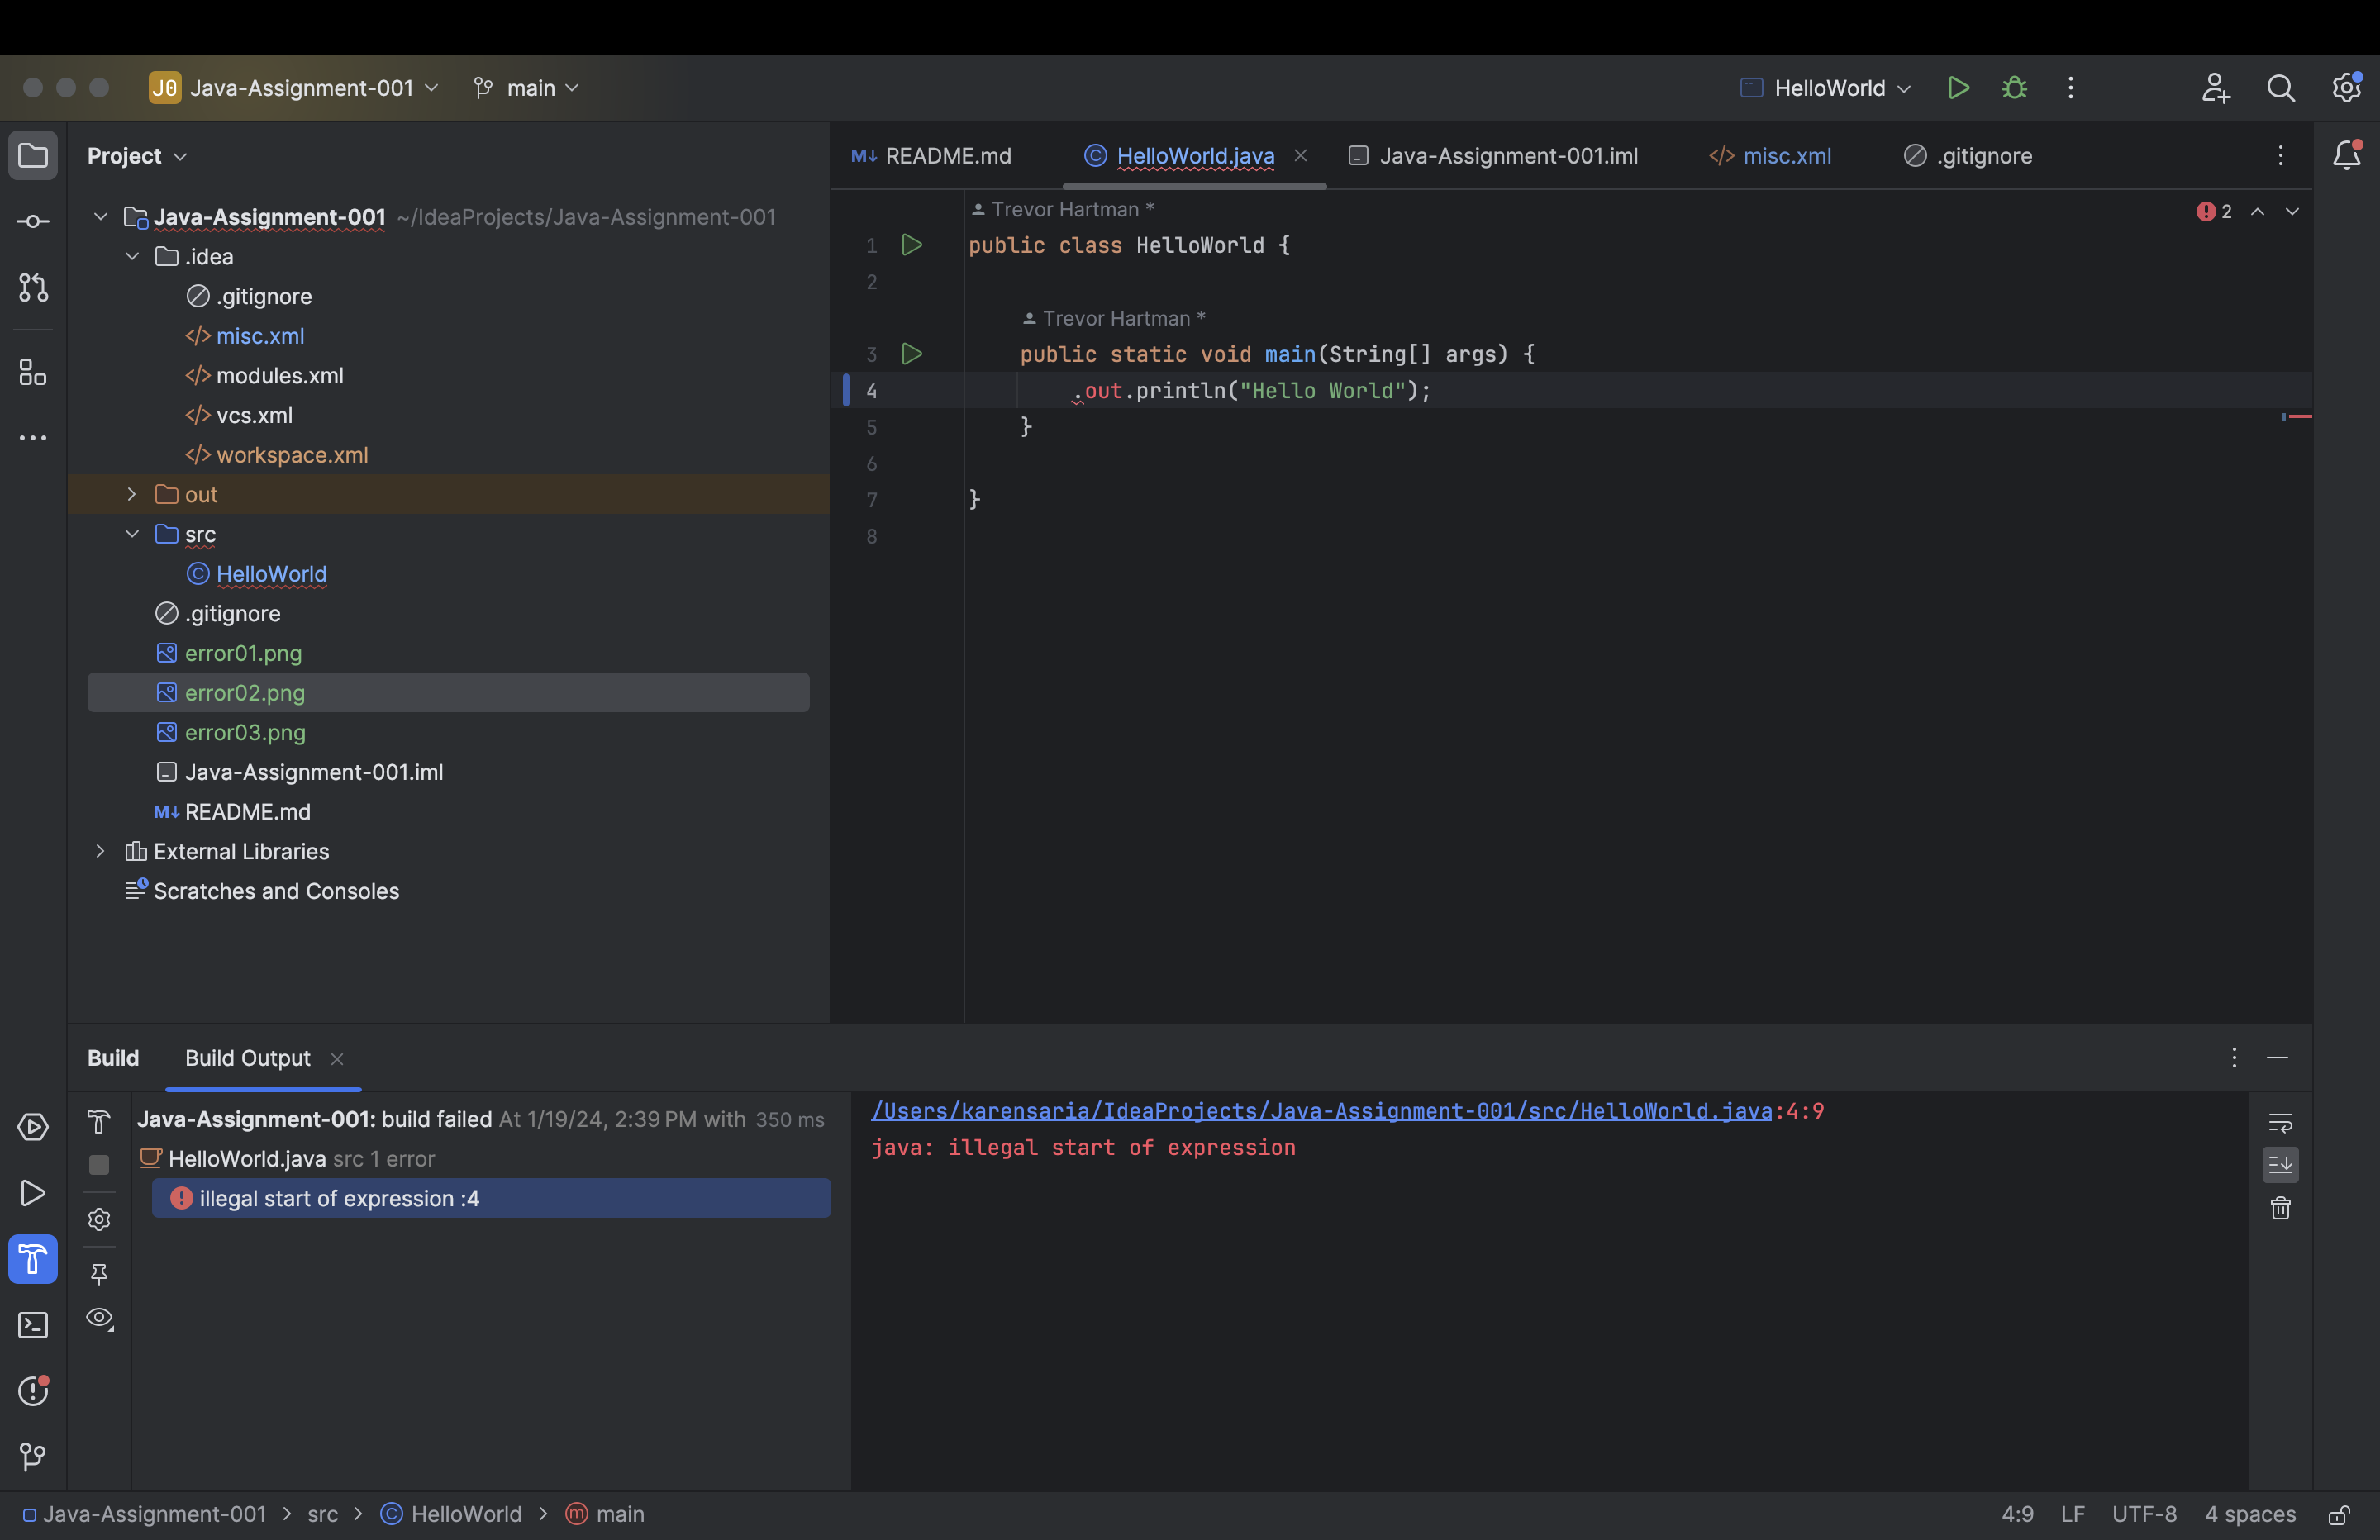 J0 Java-Assignment-001 main HelloWorld
Project
README.md HelloWorld.java Java-Assignment-001.iml misc.xml .gitignore
Java-Assignment-001 ~/IdeaProjects/Java-Assignment-001
.idea
.gitignore
misc.xml
modules.xml
vcs.xml
workspace.xml
out
src
HelloWorld
.gitignore
error01.png
error02.png
error03.png
Java-Assignment-001.iml
M↓ README.md
External Libraries
Scratches and Consoles
Trevor Hartman *
2
1 public class HelloWorld {
2
Trevor Hartman *
3 public static void main(String[] args) {
4 .out.println("Hello World");
5 }
6
7 }
8
Build Build Output
Java-Assignment-001: build failed At 1/19/24, 2:39 PM with 350 ms
HelloWorld.java src 1 error
illegal start of expression :4
/Users/karensaria/IdeaProjects/Java-Assignment-001/src/HelloWorld.java:4:9
java: illegal start of expression
Java-Assignment-001 > src > HelloWorld > main
4:9 LF UTF-8 4 spaces